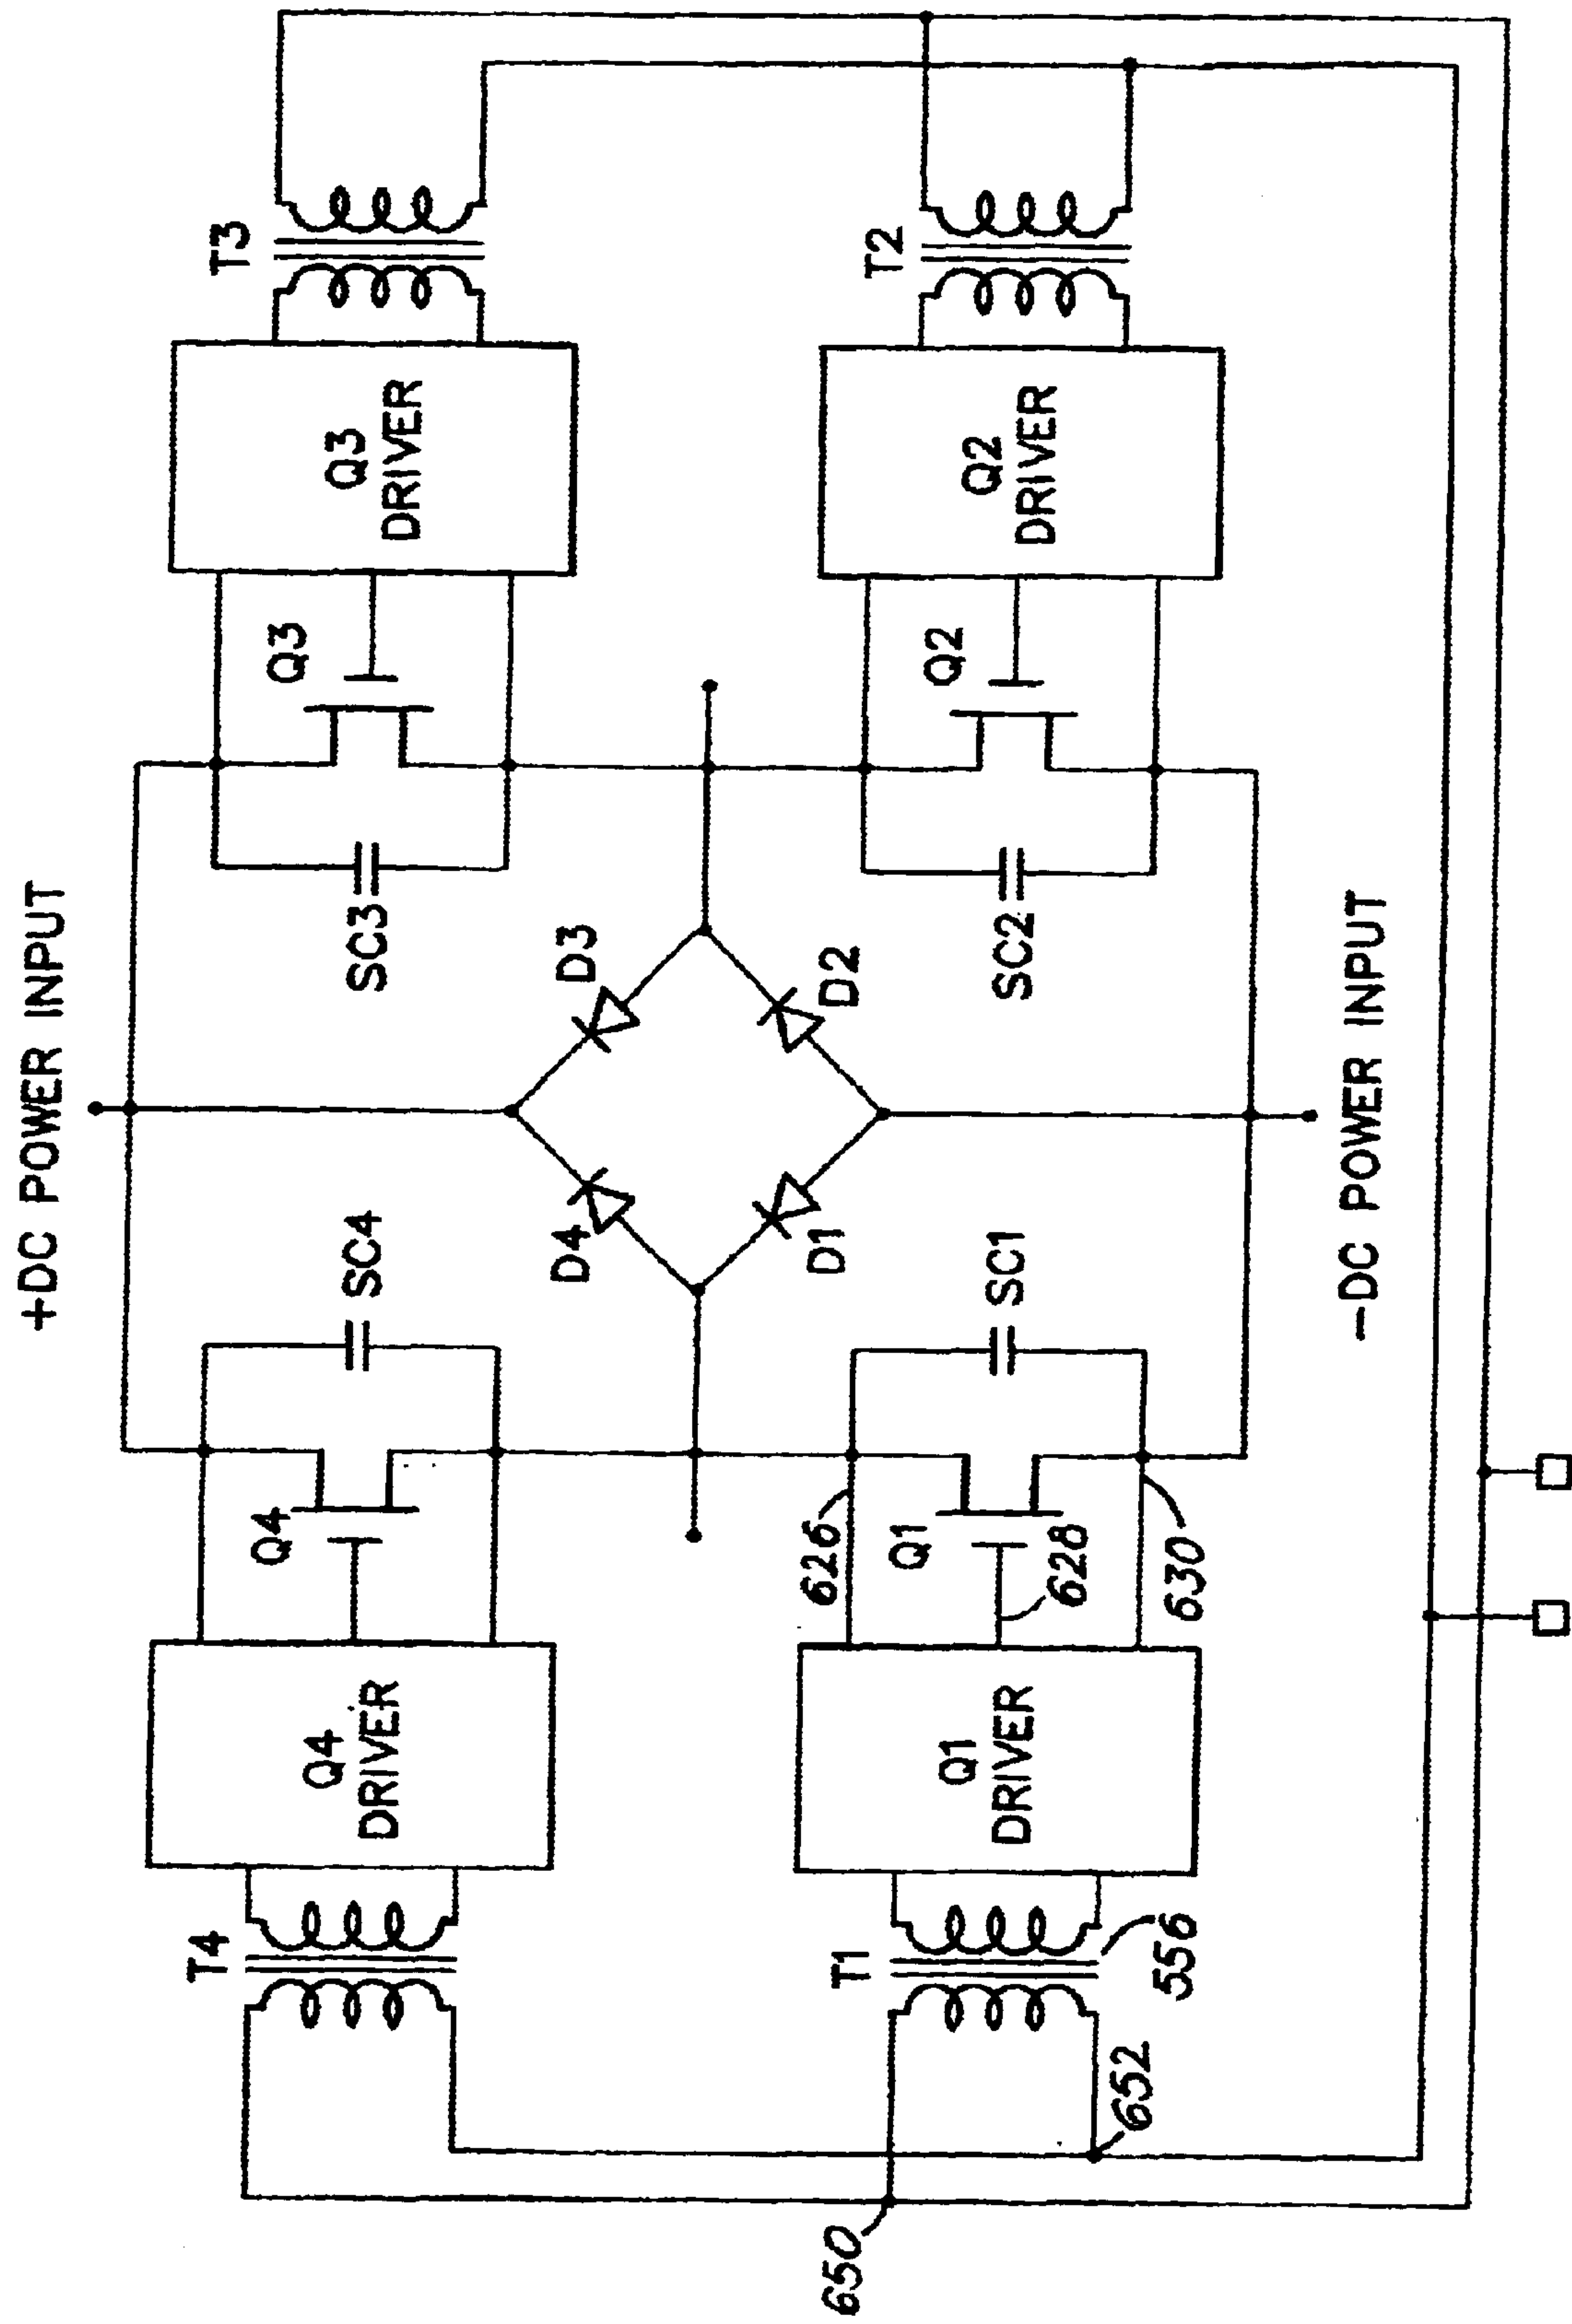 +DC POWER INPUT
T4
Q4
DRIVER
Q4
SC4
D4
D3
SC3
Q3
Q3
DRIVER
T3
T1
556
650
652
Q1
DRIVER
626
Q1
628
630
SC1
D1
D2
SC2
Q2
Q2
DRIVER
T2
-DC POWER INPUT